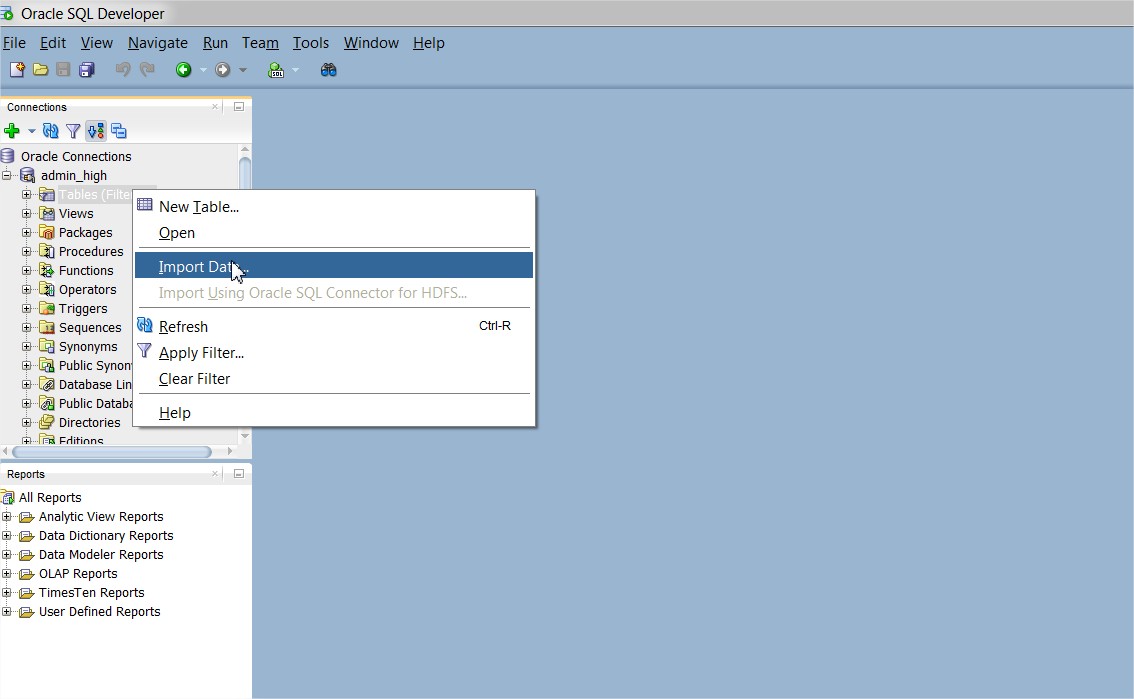 Oracle SQL Developer
File Edit View Navigate Run Team Tools Window Help
SQL
Connections
Oracle Connections
admin_high
Tables (Filte
Views
Packages
Procedures
Functions
Operators
Triggers
Sequences
Synonyms
Public Synon
Database Lin
Public Databa
Directories
Editions
New Table...
Open
Import Dat...
Import Using Oracle SQL Connector for HDFS...
Refresh Ctrl-R
Apply Filter...
Clear Filter
Help
Reports
All Reports
Analytic View Reports
Data Dictionary Reports
Data Modeler Reports
OLAP Reports
TimesTen Reports
User Defined Reports